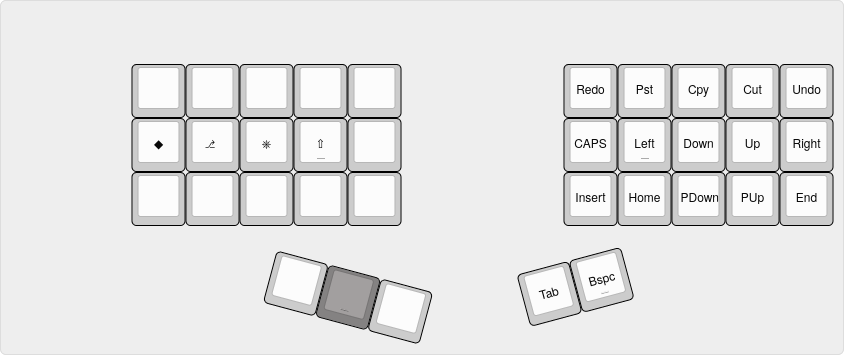 Redo Pst Cpy Cut Undo
◆ ⎇ ⎈ ⇧ CAPS Left Down Up Right
Insert Home PDown PUp End
Tab Bspc